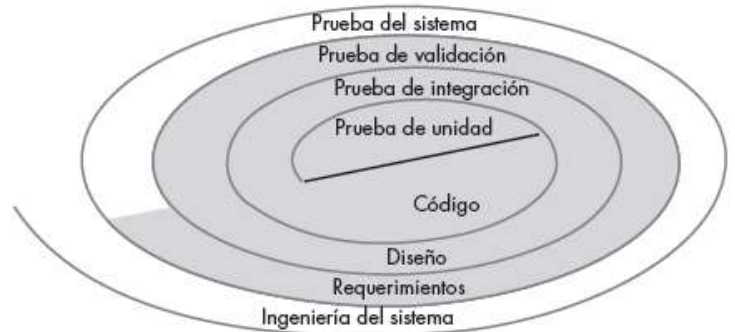 Prueba del sistema
Prueba de validación
Prueba de integración
Prueba de unidad
Código
Diseño
Requerimientos
Ingeniería del sistema